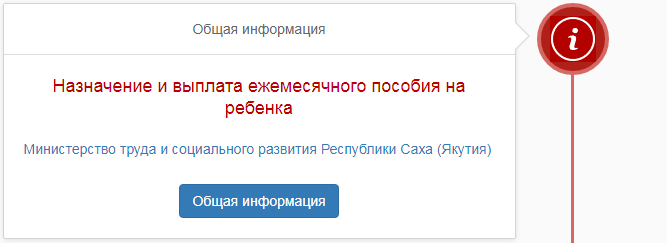 Общая информация
Назначение и выплата ежемесячного пособия на
ребенка
Министерство труда и социального развития Республики Саха (Якутия)
Общая информация
i